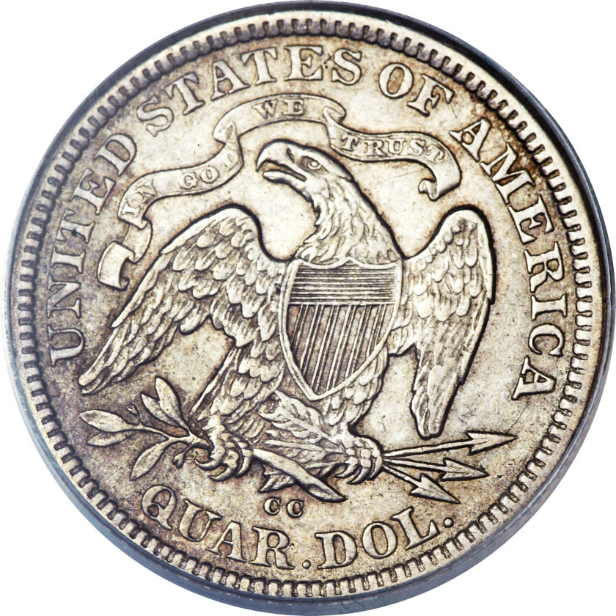 UNITED STATES OF AMERICA
IN GOD WE TRUST
CC
QUAR. DOL.